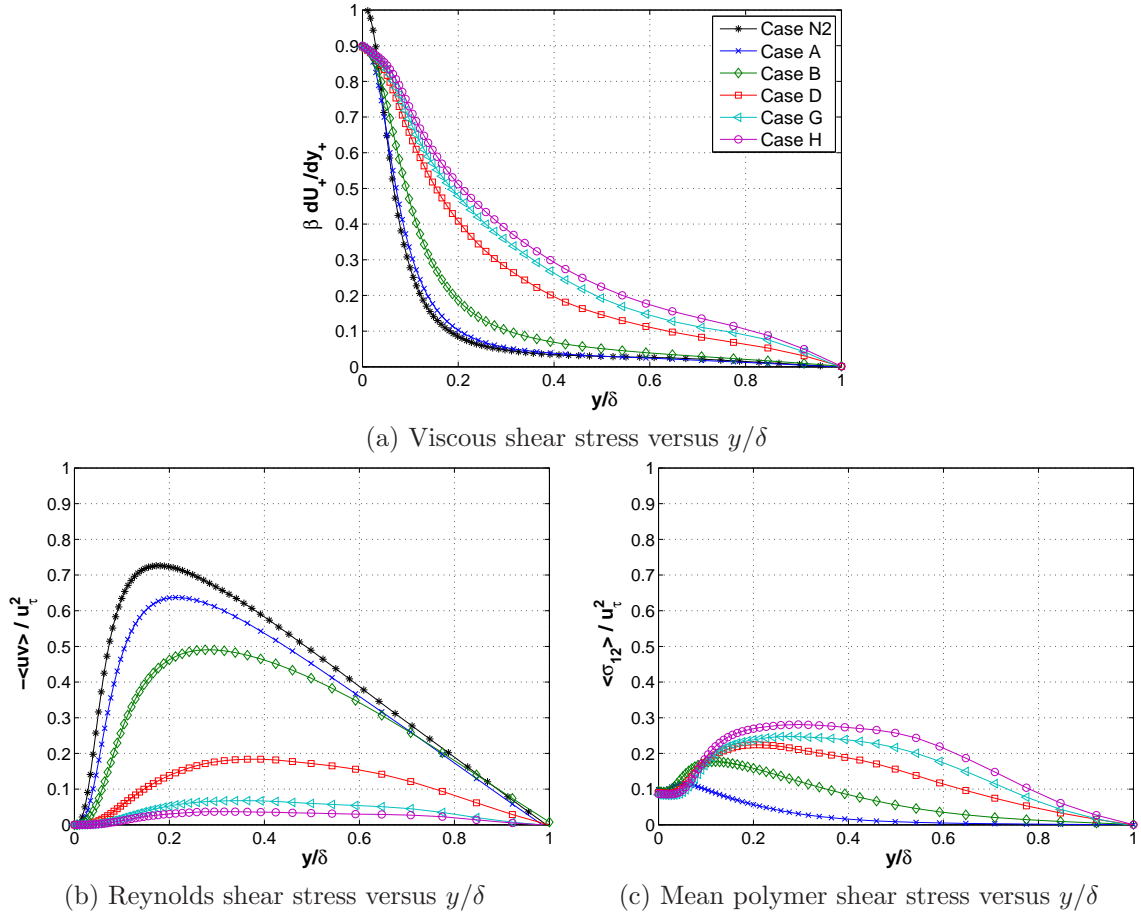 1
0.9
0.8
0.7
0.6
0.5
0.4
0.3
0.2
0.1
0
β dU₊/dy₊
Case N2
Case A
Case B
Case D
Case G
Case H
0 0.2 0.4 0.6 0.8 1
y/δ
(a) Viscous shear stress versus y/δ
1
0.9
0.8
0.7
0.6
0.5
0.4
0.3
0.2
0.1
0
−<uv> / u²τ
0 0.2 0.4 0.6 0.8 1
y/δ
(b) Reynolds shear stress versus y/δ
1
0.9
0.8
0.7
0.6
0.5
0.4
0.3
0.2
0.1
0
<σ₁₂> / u²τ
0 0.2 0.4 0.6 0.8 1
y/δ
(c) Mean polymer shear stress versus y/δ